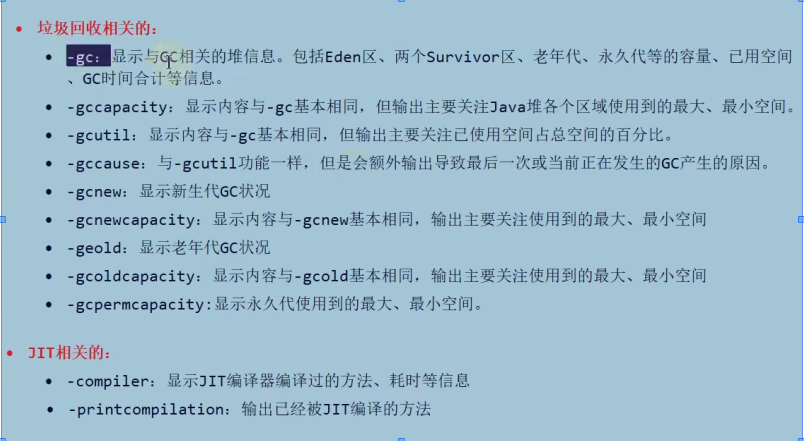 垃圾回收相关的：
-gc：显示与GC相关的堆信息。包括Eden区、两个Survivor区、老年代、永久代等的容量、已用空间
、GC时间合计等信息。
-gccapacity：显示内容与-gc基本相同，但输出主要关注Java堆各个区域使用到的最大、最小空间。
-gcutil：显示内容与-gc基本相同，但输出主要关注已使用空间占总空间的百分比。
-gccause：与-gcutil功能一样，但是会额外输出导致最后一次或当前正在发生的GC产生的原因。
-gcnew：显示新生代GC状况
-gcnewcapacity：显示内容与-gcnew基本相同，输出主要关注使用到的最大、最小空间
-geold：显示老年代GC状况
-gcoldcapacity：显示内容与-gcold基本相同，输出主要关注使用到的最大、最小空间
-gcpermcapacity:显示永久代使用到的最大、最小空间。
JIT相关的：
-compiler：显示JIT编译器编译过的方法、耗时等信息
-printcompilation：输出已经被JIT编译的方法